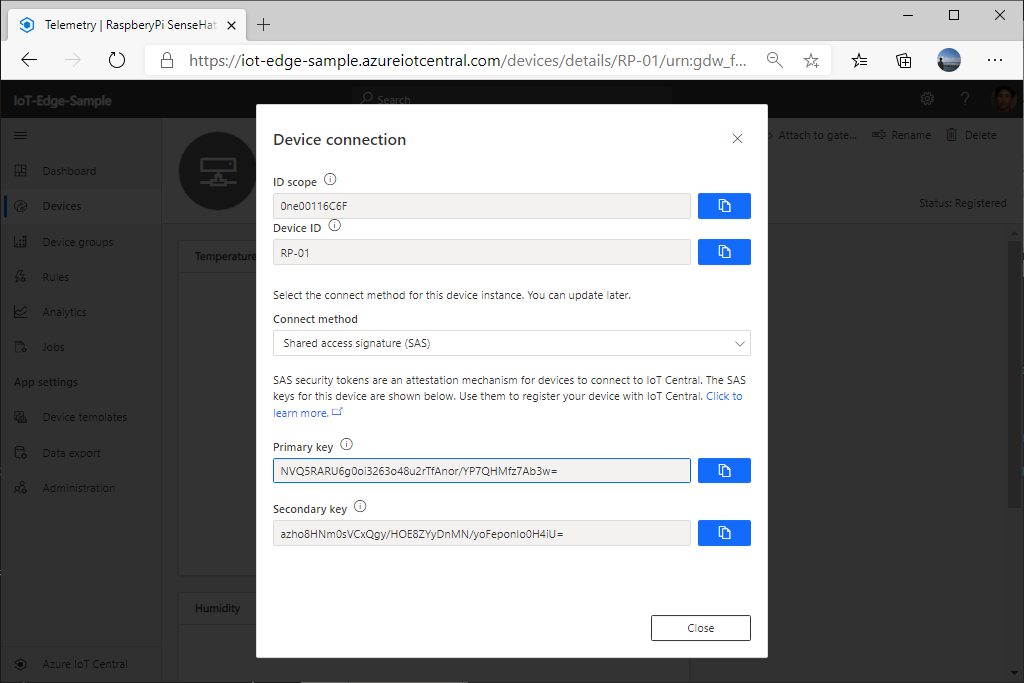 Telemetry | RaspberyPi SenseHat
https://iot-edge-sample.azureiotcentral.com/devices/details/RP-01/urn:gdw_f...
IoT-Edge-Sample
Search
Attach to gate...
Rename
Delete
Status: Registered
Dashboard
Devices
Device groups
Rules
Analytics
Jobs
App settings
Device templates
Data export
Administration
Azure IoT Central
Temperature
Humidity
Device connection
ID scope
0ne00116C6F
Device ID
RP-01
Select the connect method for this device instance. You can update later.
Connect method
Shared access signature (SAS)
SAS security tokens are an attestation mechanism for devices to connect to IoT Central. The SAS
keys for this device are shown below. Use them to register your device with IoT Central. Click to
learn more.
Primary key
NVQ5RARU6g0oi3263o48u2rTfAnor/YP7QHMfz7Ab3w=
Secondary key
azho8HNm0sVCxQgy/HOE8ZYyDnMN/yoFeponIo0H4iU=
Close